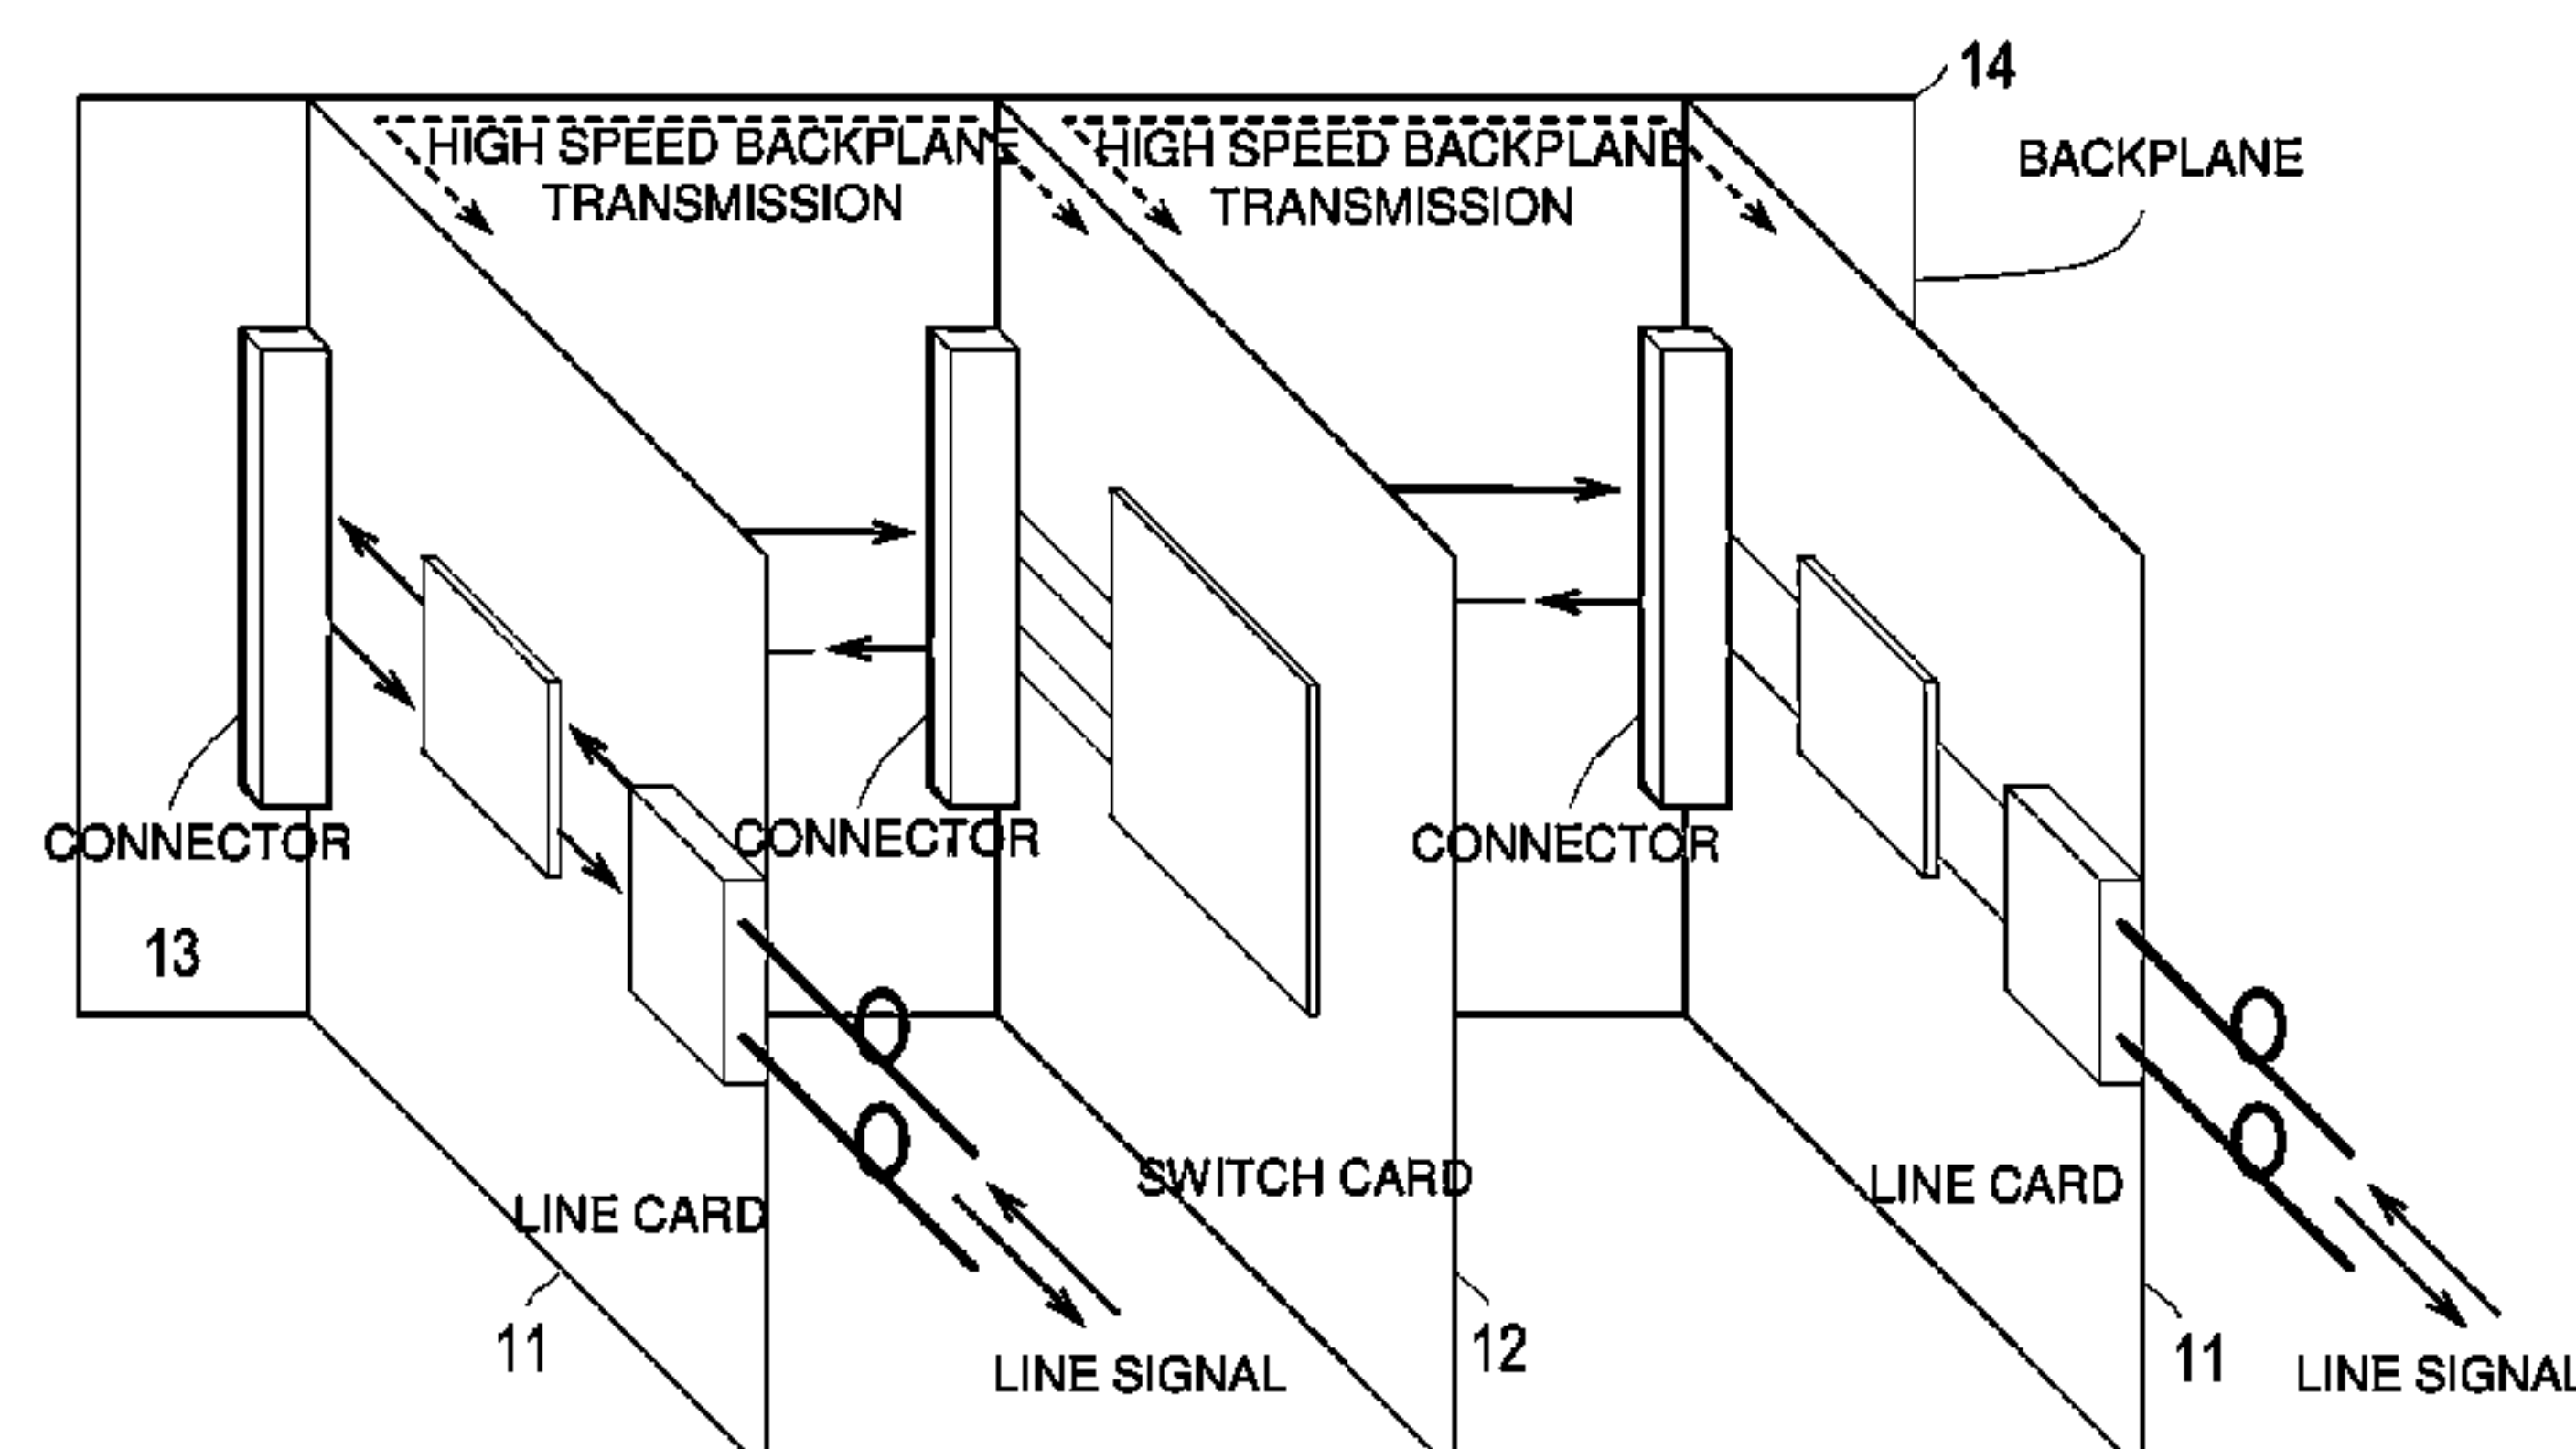 14
HIGH SPEED BACKPLANE
TRANSMISSION
HIGH SPEED BACKPLANE
TRANSMISSION
BACKPLANE
CONNECTOR
CONNECTOR
CONNECTOR
13
SWITCH CARD
LINE CARD
LINE CARD
11
12
11
LINE SIGNAL
LINE SIGNAL